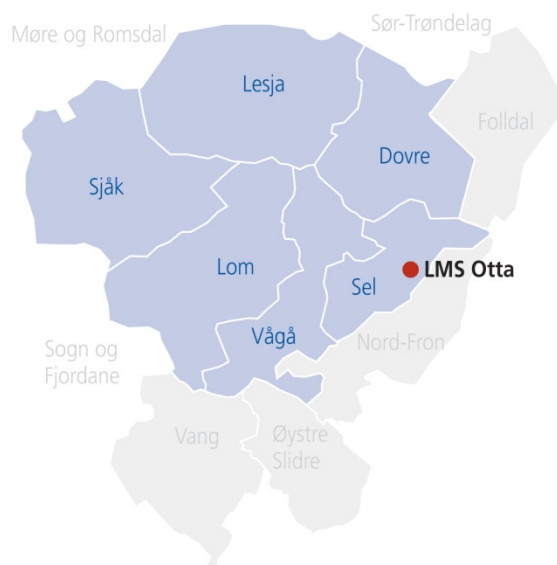 Møre og Romsdal
Sør-Trøndelag
Lesja
Folldal
Dovre
Sjåk
Lom
LMS Otta
Sel
Vågå
Nord-Fron
Sogn og
Fjordane
Vang
Øystre
Slidre